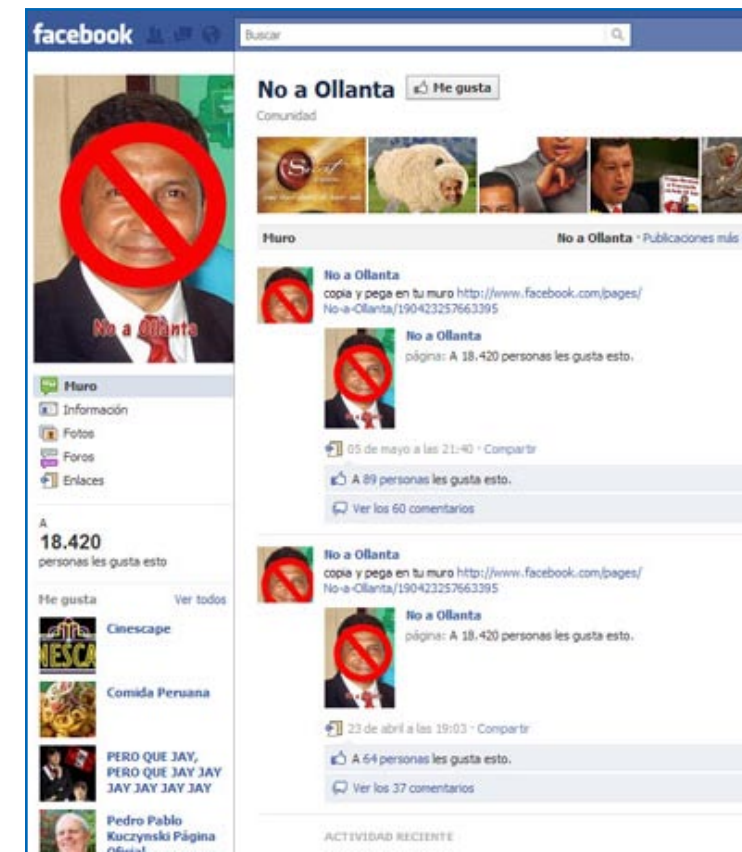 facebook
Buscar
No a Ollanta
Me gusta
Comunidad
Secret
No a Ollanta
Muro
Información
Fotos
Foros
Enlaces
A
18.420
personas les gusta esto
Me gusta
Ver todos
Cinescape
Comida Peruana
PERO QUE JAY,
PERO QUE JAY JAY
JAY JAY JAY JAY
Pedro Pablo
Kuczynski Página
Oficial
Muro
No a Ollanta · Publicaciones más
No a Ollanta
copia y pega en tu muro http://www.facebook.com/pages/
No-a-Ollanta/190423257663395
No a Ollanta
página: A 18.420 personas les gusta esto.
05 de mayo a las 21:40 · Compartir
A 89 personas les gusta esto.
Ver los 60 comentarios
No a Ollanta
copia y pega en tu muro http://www.facebook.com/pages/
No-a-Ollanta/190423257663395
No a Ollanta
página: A 18.420 personas les gusta esto.
23 de abril a las 19:03 · Compartir
A 64 personas les gusta esto.
Ver los 37 comentarios
ACTIVIDAD RECIENTE